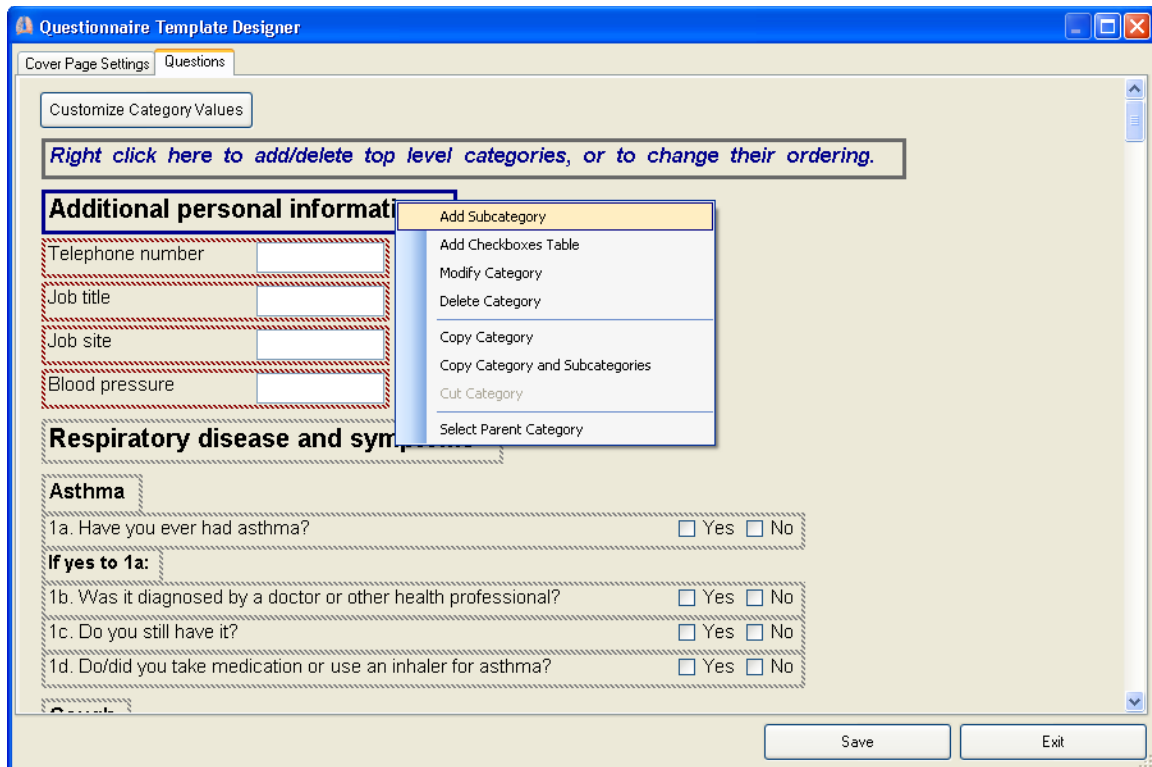 Questionnaire Template Designer
Cover Page Settings
Questions
Customize Category Values
Right click here to add/delete top level categories, or to change their ordering.
Additional personal informati
Add Subcategory
Add Checkboxes Table
Modify Category
Delete Category
Copy Category
Copy Category and Subcategories
Cut Category
Select Parent Category
Telephone number
Job title
Job site
Blood pressure
Respiratory disease and
Asthma
1a. Have you ever had asthma? Yes No
If yes to 1a:
1b. Was it diagnosed by a doctor or other health professional? Yes No
1c. Do you still have it? Yes No
1d. Do/did you take medication or use an inhaler for asthma? Yes No
Save
Exit